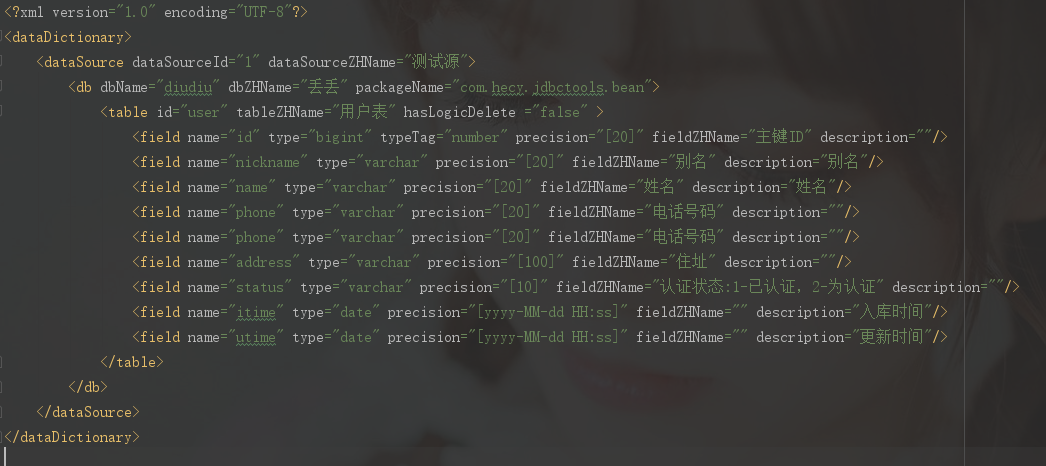 <?xml version="1.0" encoding="UTF-8"?>
<dataDictionary>
    <dataSource dataSourceId="1" dataSourceZHName="测试源">
        <db dbName="diudiu" dbZHName="丢丢" packageName="com.hecy.jdbctools.bean">
            <table id="user" tableZHName="用户表" hasLogicDelete ="false" >
                <field name="id" type="bigint" typeTag="number" precision="[20]" fieldZHName="主键ID" description=""/>
                <field name="nickname" type="varchar" precision="[20]" fieldZHName="别名" description="别名"/>
                <field name="name" type="varchar" precision="[20]" fieldZHName="姓名" description="姓名"/>
                <field name="phone" type="varchar" precision="[20]" fieldZHName="电话号码" description=""/>
                <field name="phone" type="varchar" precision="[20]" fieldZHName="电话号码" description=""/>
                <field name="address" type="varchar" precision="[100]" fieldZHName="住址" description=""/>
                <field name="status" type="varchar" precision="[10]" fieldZHName="认证状态:1-已认证, 2-为认证" description=""/>
                <field name="itime" type="date" precision="[yyyy-MM-dd HH:ss]" fieldZHName="" description="入库时间"/>
                <field name="utime" type="date" precision="[yyyy-MM-dd HH:ss]" fieldZHName="" description="更新时间"/>
            </table>
        </db>
    </dataSource>
</dataDictionary>